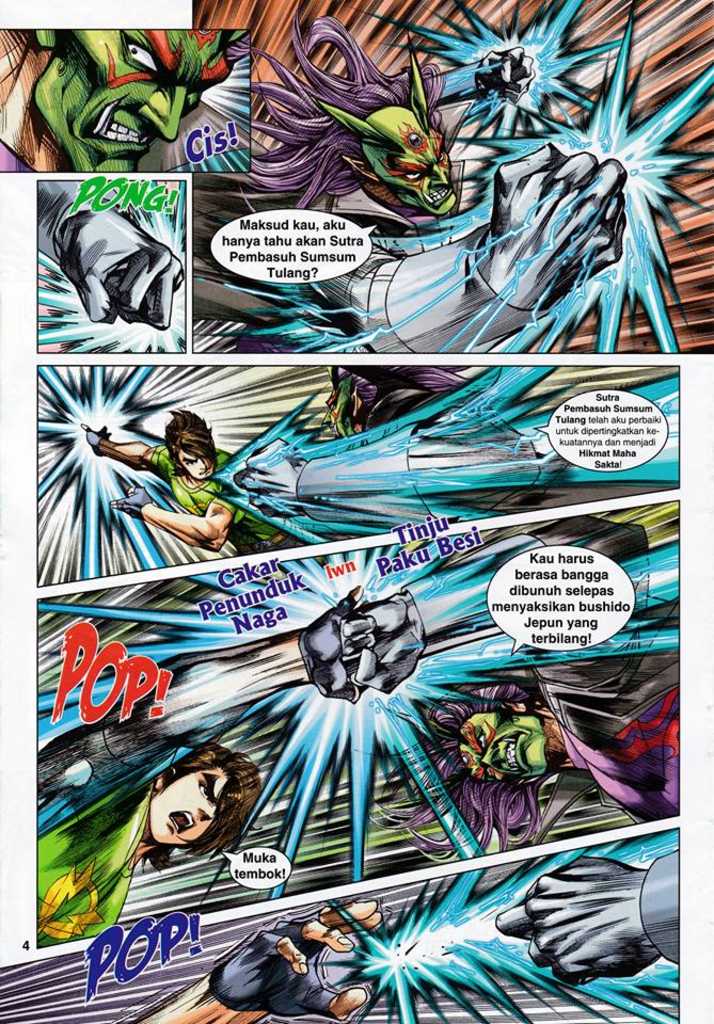 Cis!
PONG!
Maksud kau, aku
hanya tahu akan Sutra
Pembasuh Sumsum
Tulang?
Sutra
Pembasuh Sumsum
Tulang telah aku perbaiki
untuk dipertingkatkan ke-
kuatannya dan menjadi
Hikmat Maha
Sakta!
Cakar
Penunduk
Naga
lwn
Tinju
Paku Besi
Kau harus
berasa bangga
dibunuh selepas
menyaksikan bushido
Jepun yang
terbilang!
POP!
Muka
tembok!
4
POP!